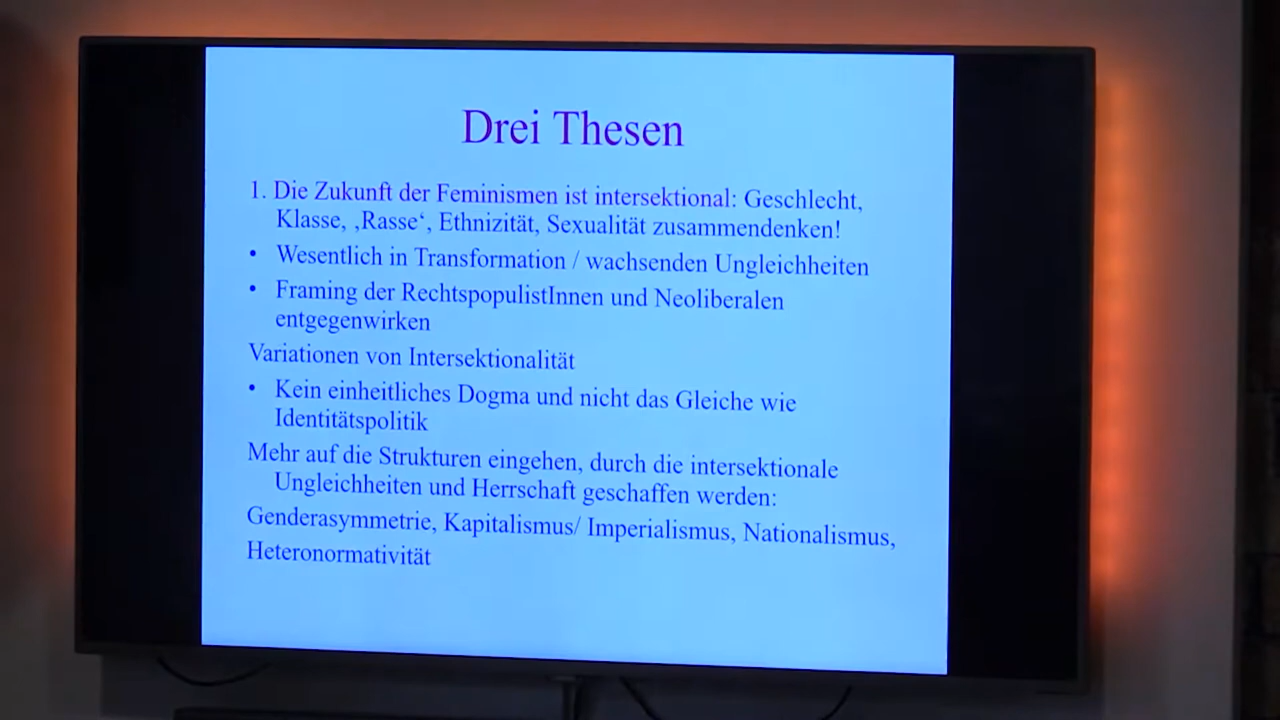 Drei Thesen
1. Die Zukunft der Feminismen ist intersektional: Geschlecht,
Klasse, ‚Rasse‘, Ethnizität, Sexualität zusammendenken!
• Wesentlich in Transformation / wachsenden Ungleichheiten
• Framing der RechtspopulistInnen und Neoliberalen
entgegenwirken
Variationen von Intersektionalität
• Kein einheitliches Dogma und nicht das Gleiche wie
Identitätspolitik
Mehr auf die Strukturen eingehen, durch die intersektionale
Ungleichheiten und Herrschaft geschaffen werden:
Genderasymmetrie, Kapitalismus/ Imperialismus, Nationalismus,
Heteronormativität